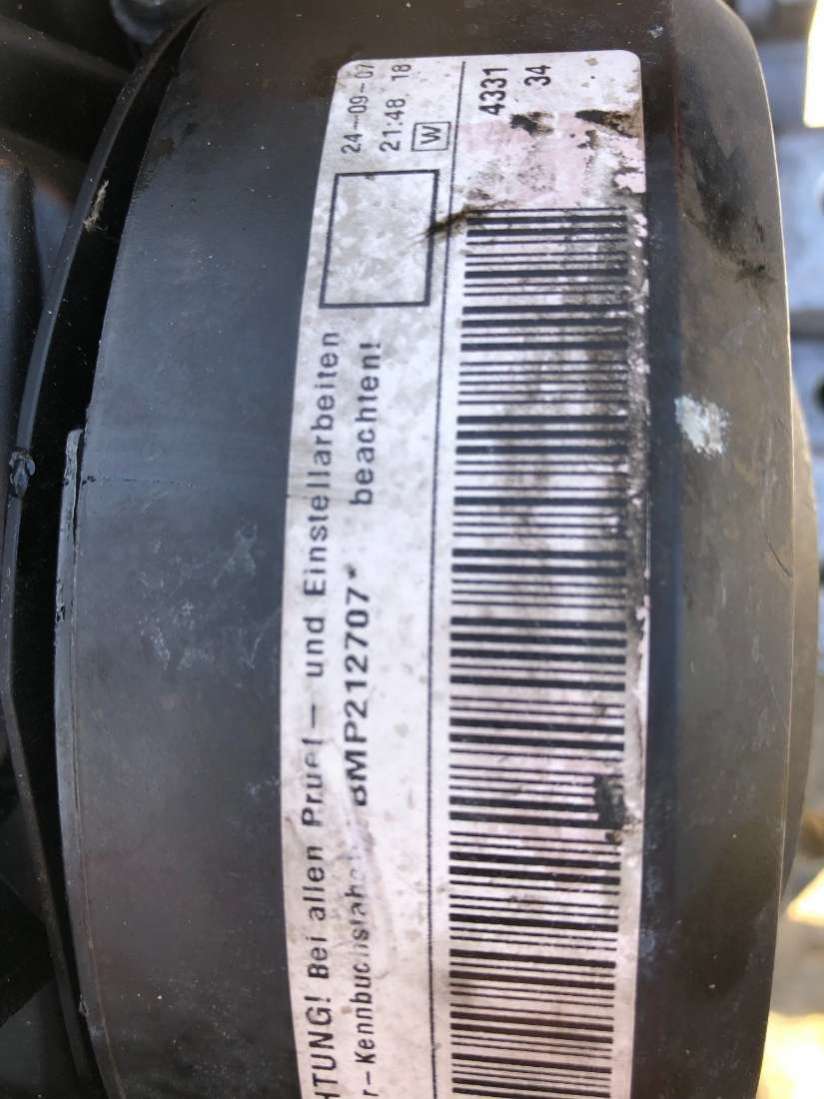 HTUNG! Bei allen Pruef- und Einstellarbeiten
r-Kennbuchstabe: BMP212707* beachten!
24-09-07
21:48 18
W
4331
34